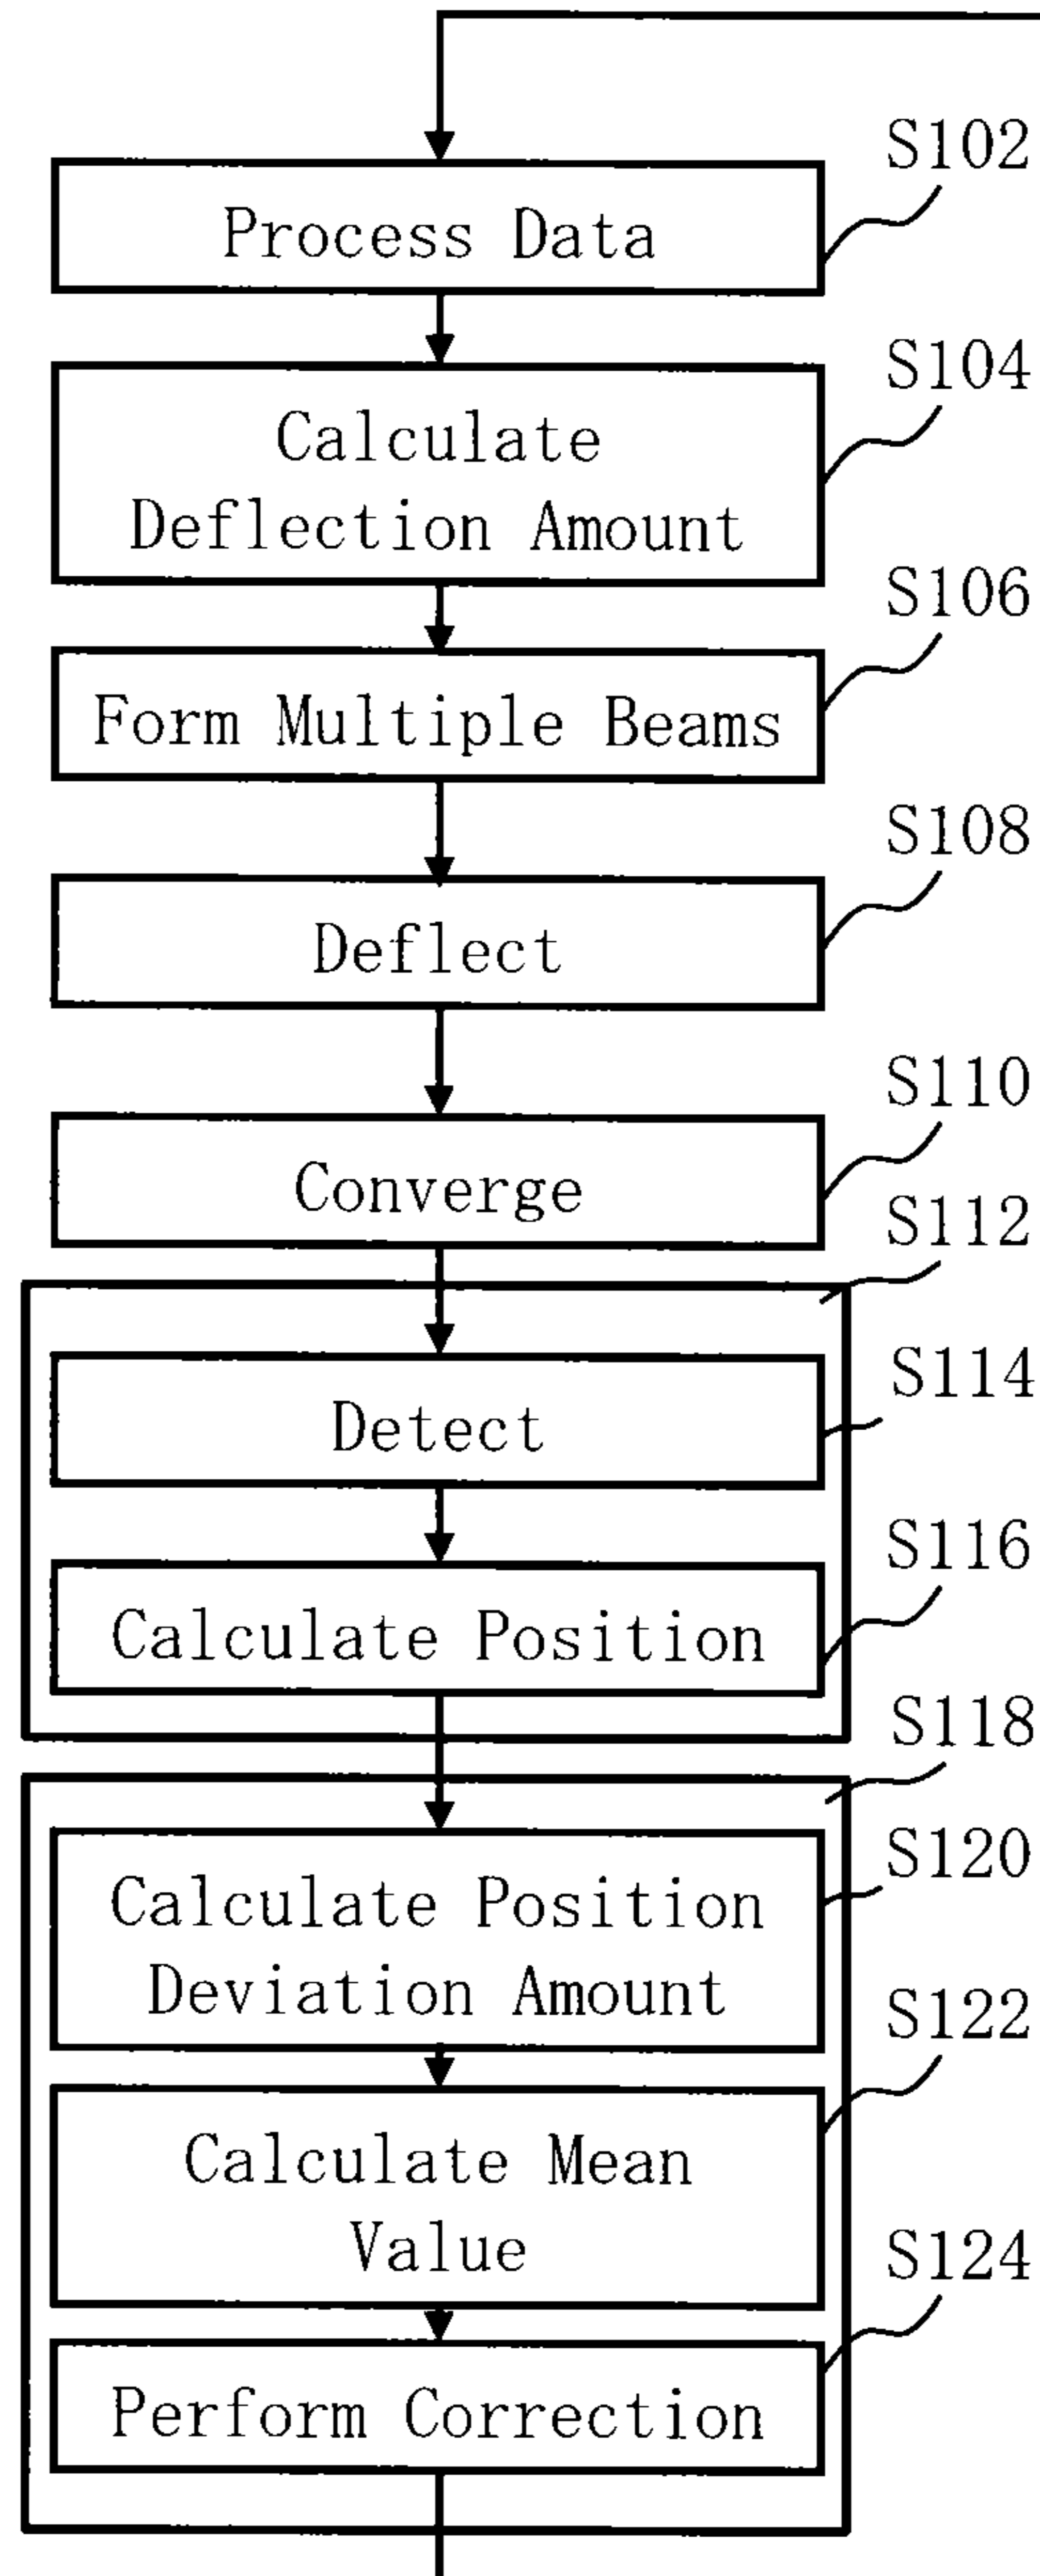 S102
Process Data
S104
Calculate
Deflection Amount
S106
Form Multiple Beams
S108
Deflect
S110
Converge
S112
S114
Detect
S116
Calculate Position
S118
S120
Calculate Position
Deviation Amount
S122
Calculate Mean
Value
S124
Perform Correction